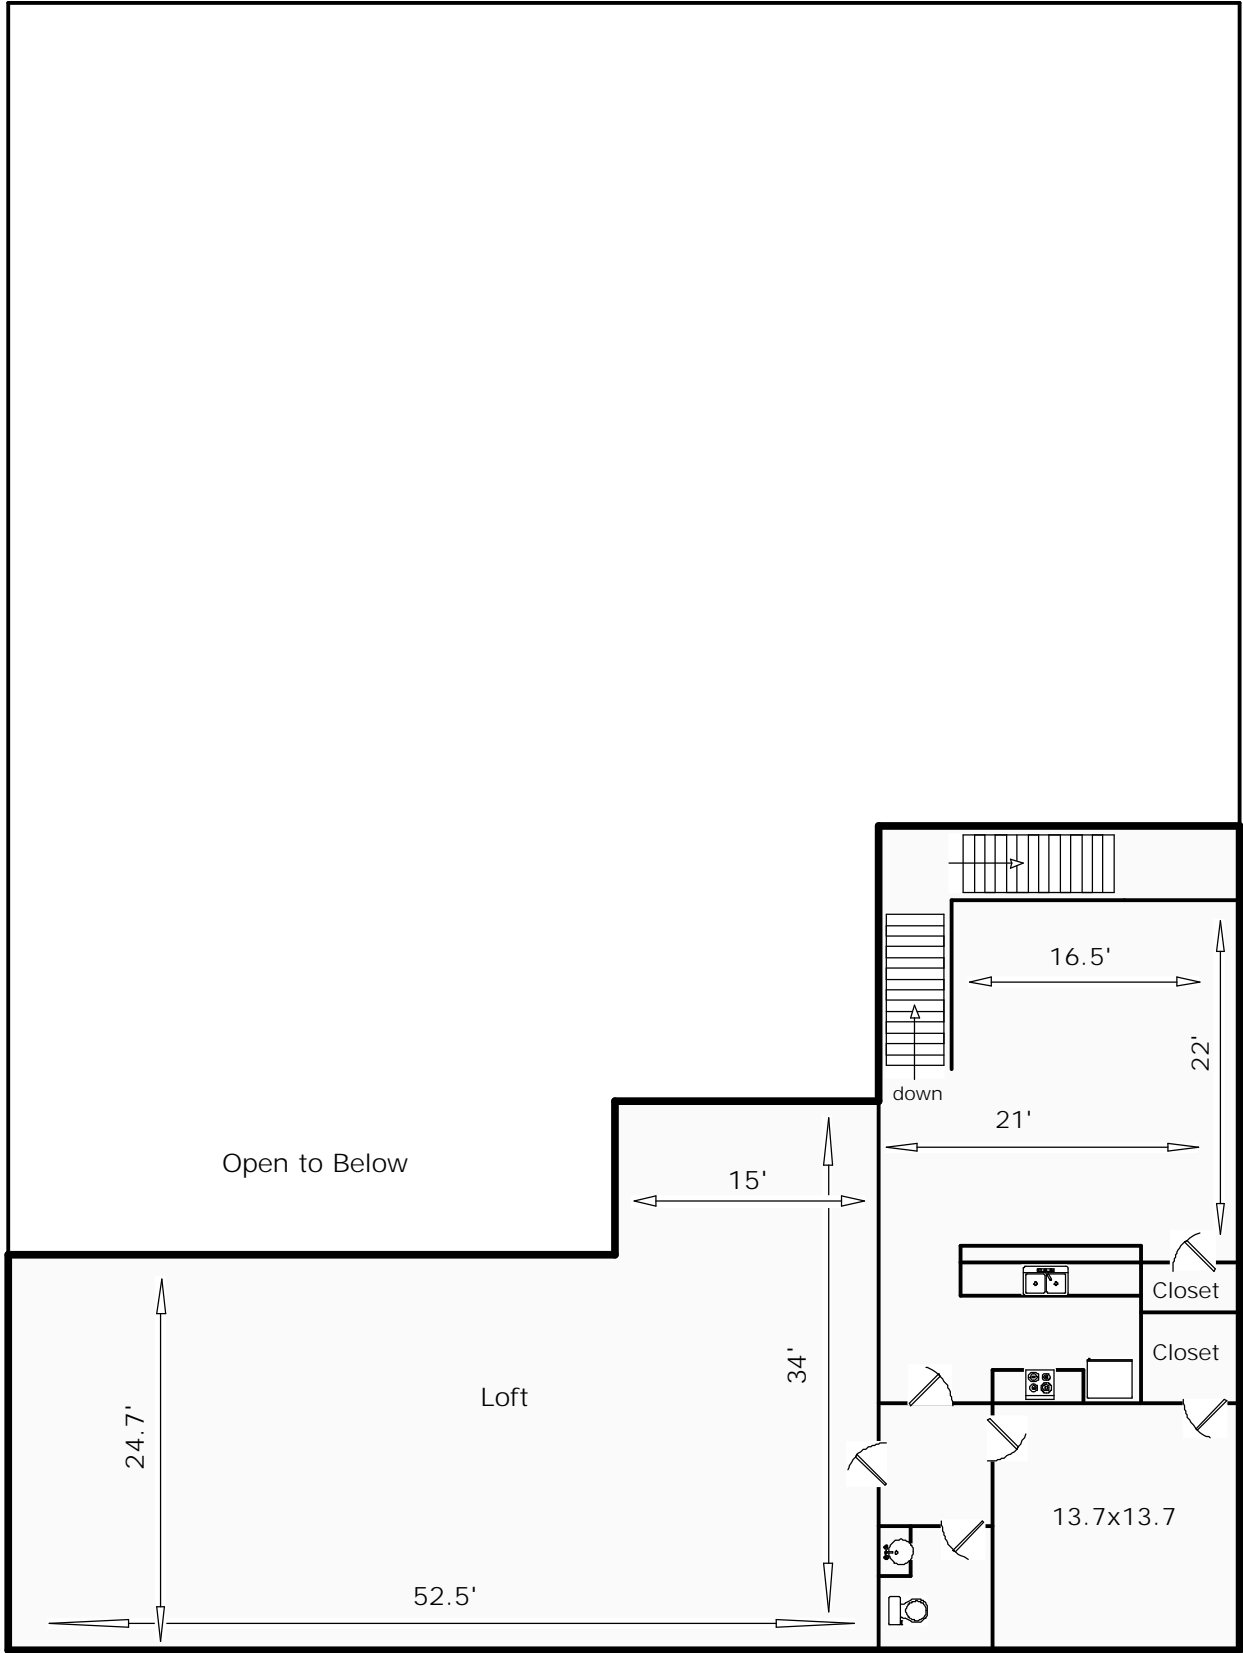 16.5'
22'
down
21'
Open to Below
15'
Closet
Closet
34'
Loft
24.7'
13.7x13.7
52.5'